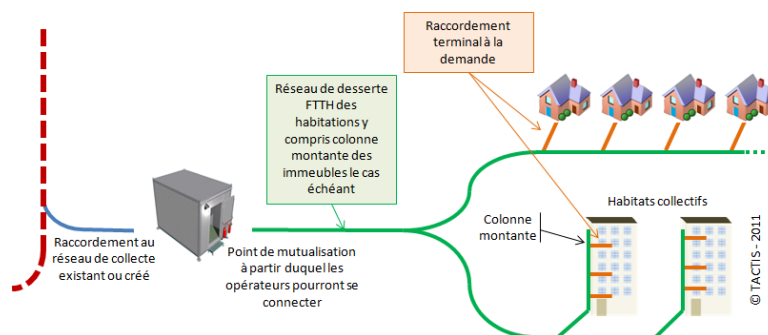 Raccordement
terminal à la
demande
Réseau de desserte
FTTH des
habitations y
compris colonne
montante des
immeubles le cas
échéant
Habitats collectifs
Colonne
montante
Raccordement au
réseau de collecte
existant ou créé
Point de mutualisation
à partir duquel les
opérateurs pourront se
connecter
© TACTIS - 2011